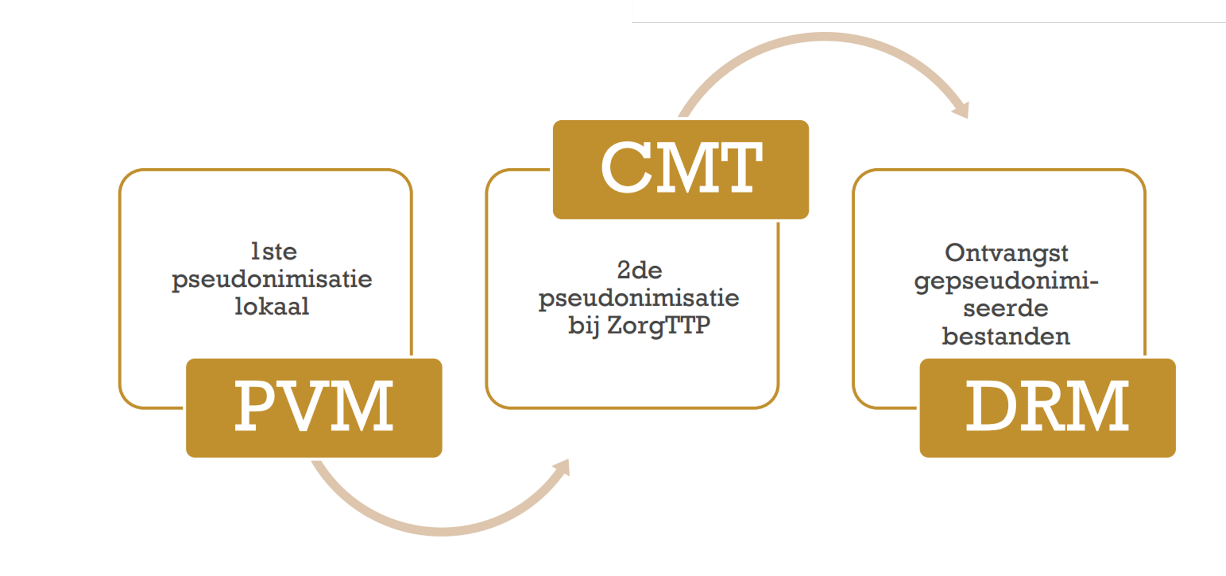 1ste
pseudonimisatie
lokaal
PVM
CMT
2de
pseudonimisatie
bij ZorgTTP
Ontvangst
gepseudonimi-
seerde
bestanden
DRM